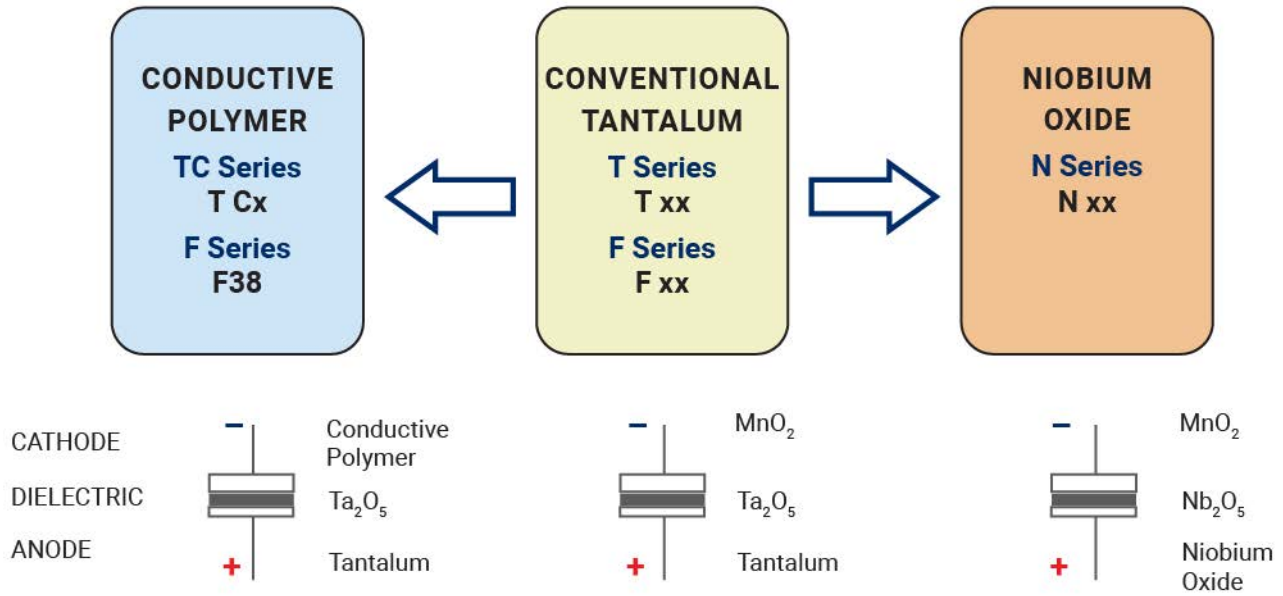 CONDUCTIVE
POLYMER
TC Series
T Cx
F Series
F38
CONVENTIONAL
TANTALUM
T Series
T xx
F Series
F xx
NIOBIUM
OXIDE
N Series
N xx
CATHODE
DIELECTRIC
ANODE
–
Conductive
Polymer
Ta₂O₅
+
Tantalum
–
MnO₂
Ta₂O₅
+
Tantalum
–
MnO₂
Nb₂O₅
+
Niobium
Oxide